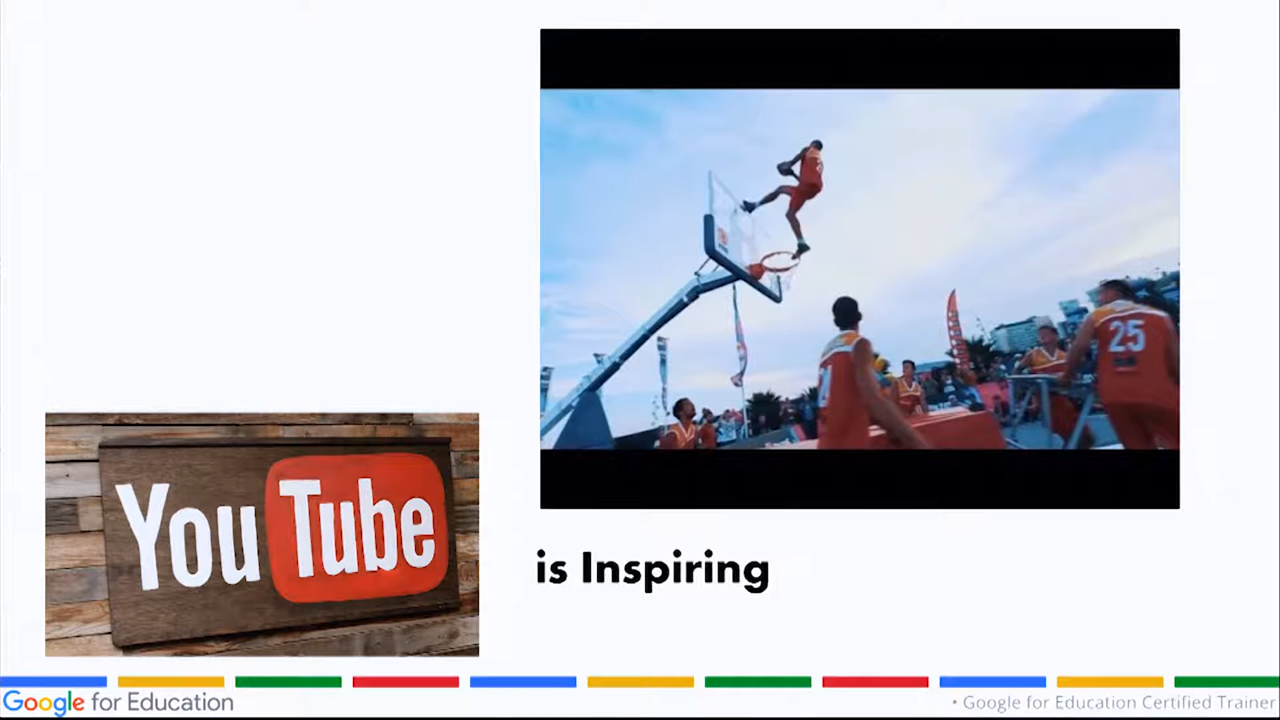 25
YouTube
is Inspiring
Google for Education
• Google for Education Certified Trainer